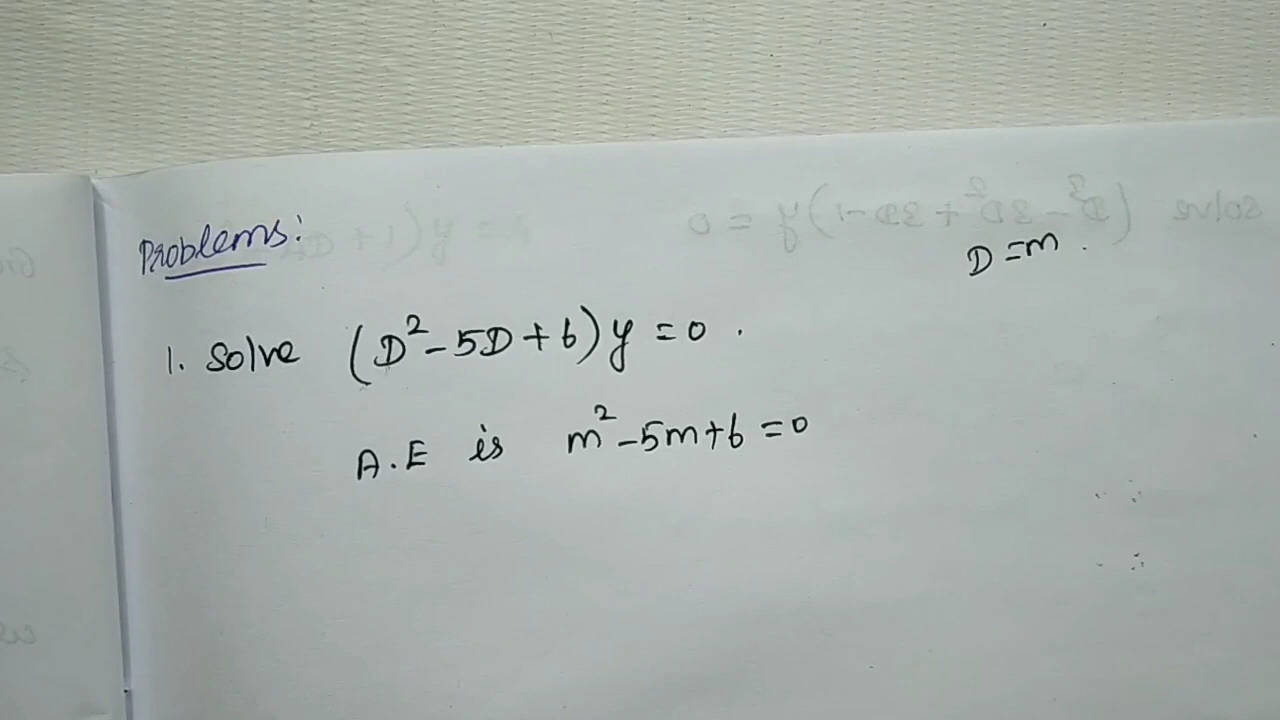 Problems:
D = m .
1. Solve (D² - 5D + 6) y = 0 .
A.E is m² - 5m + 6 = 0